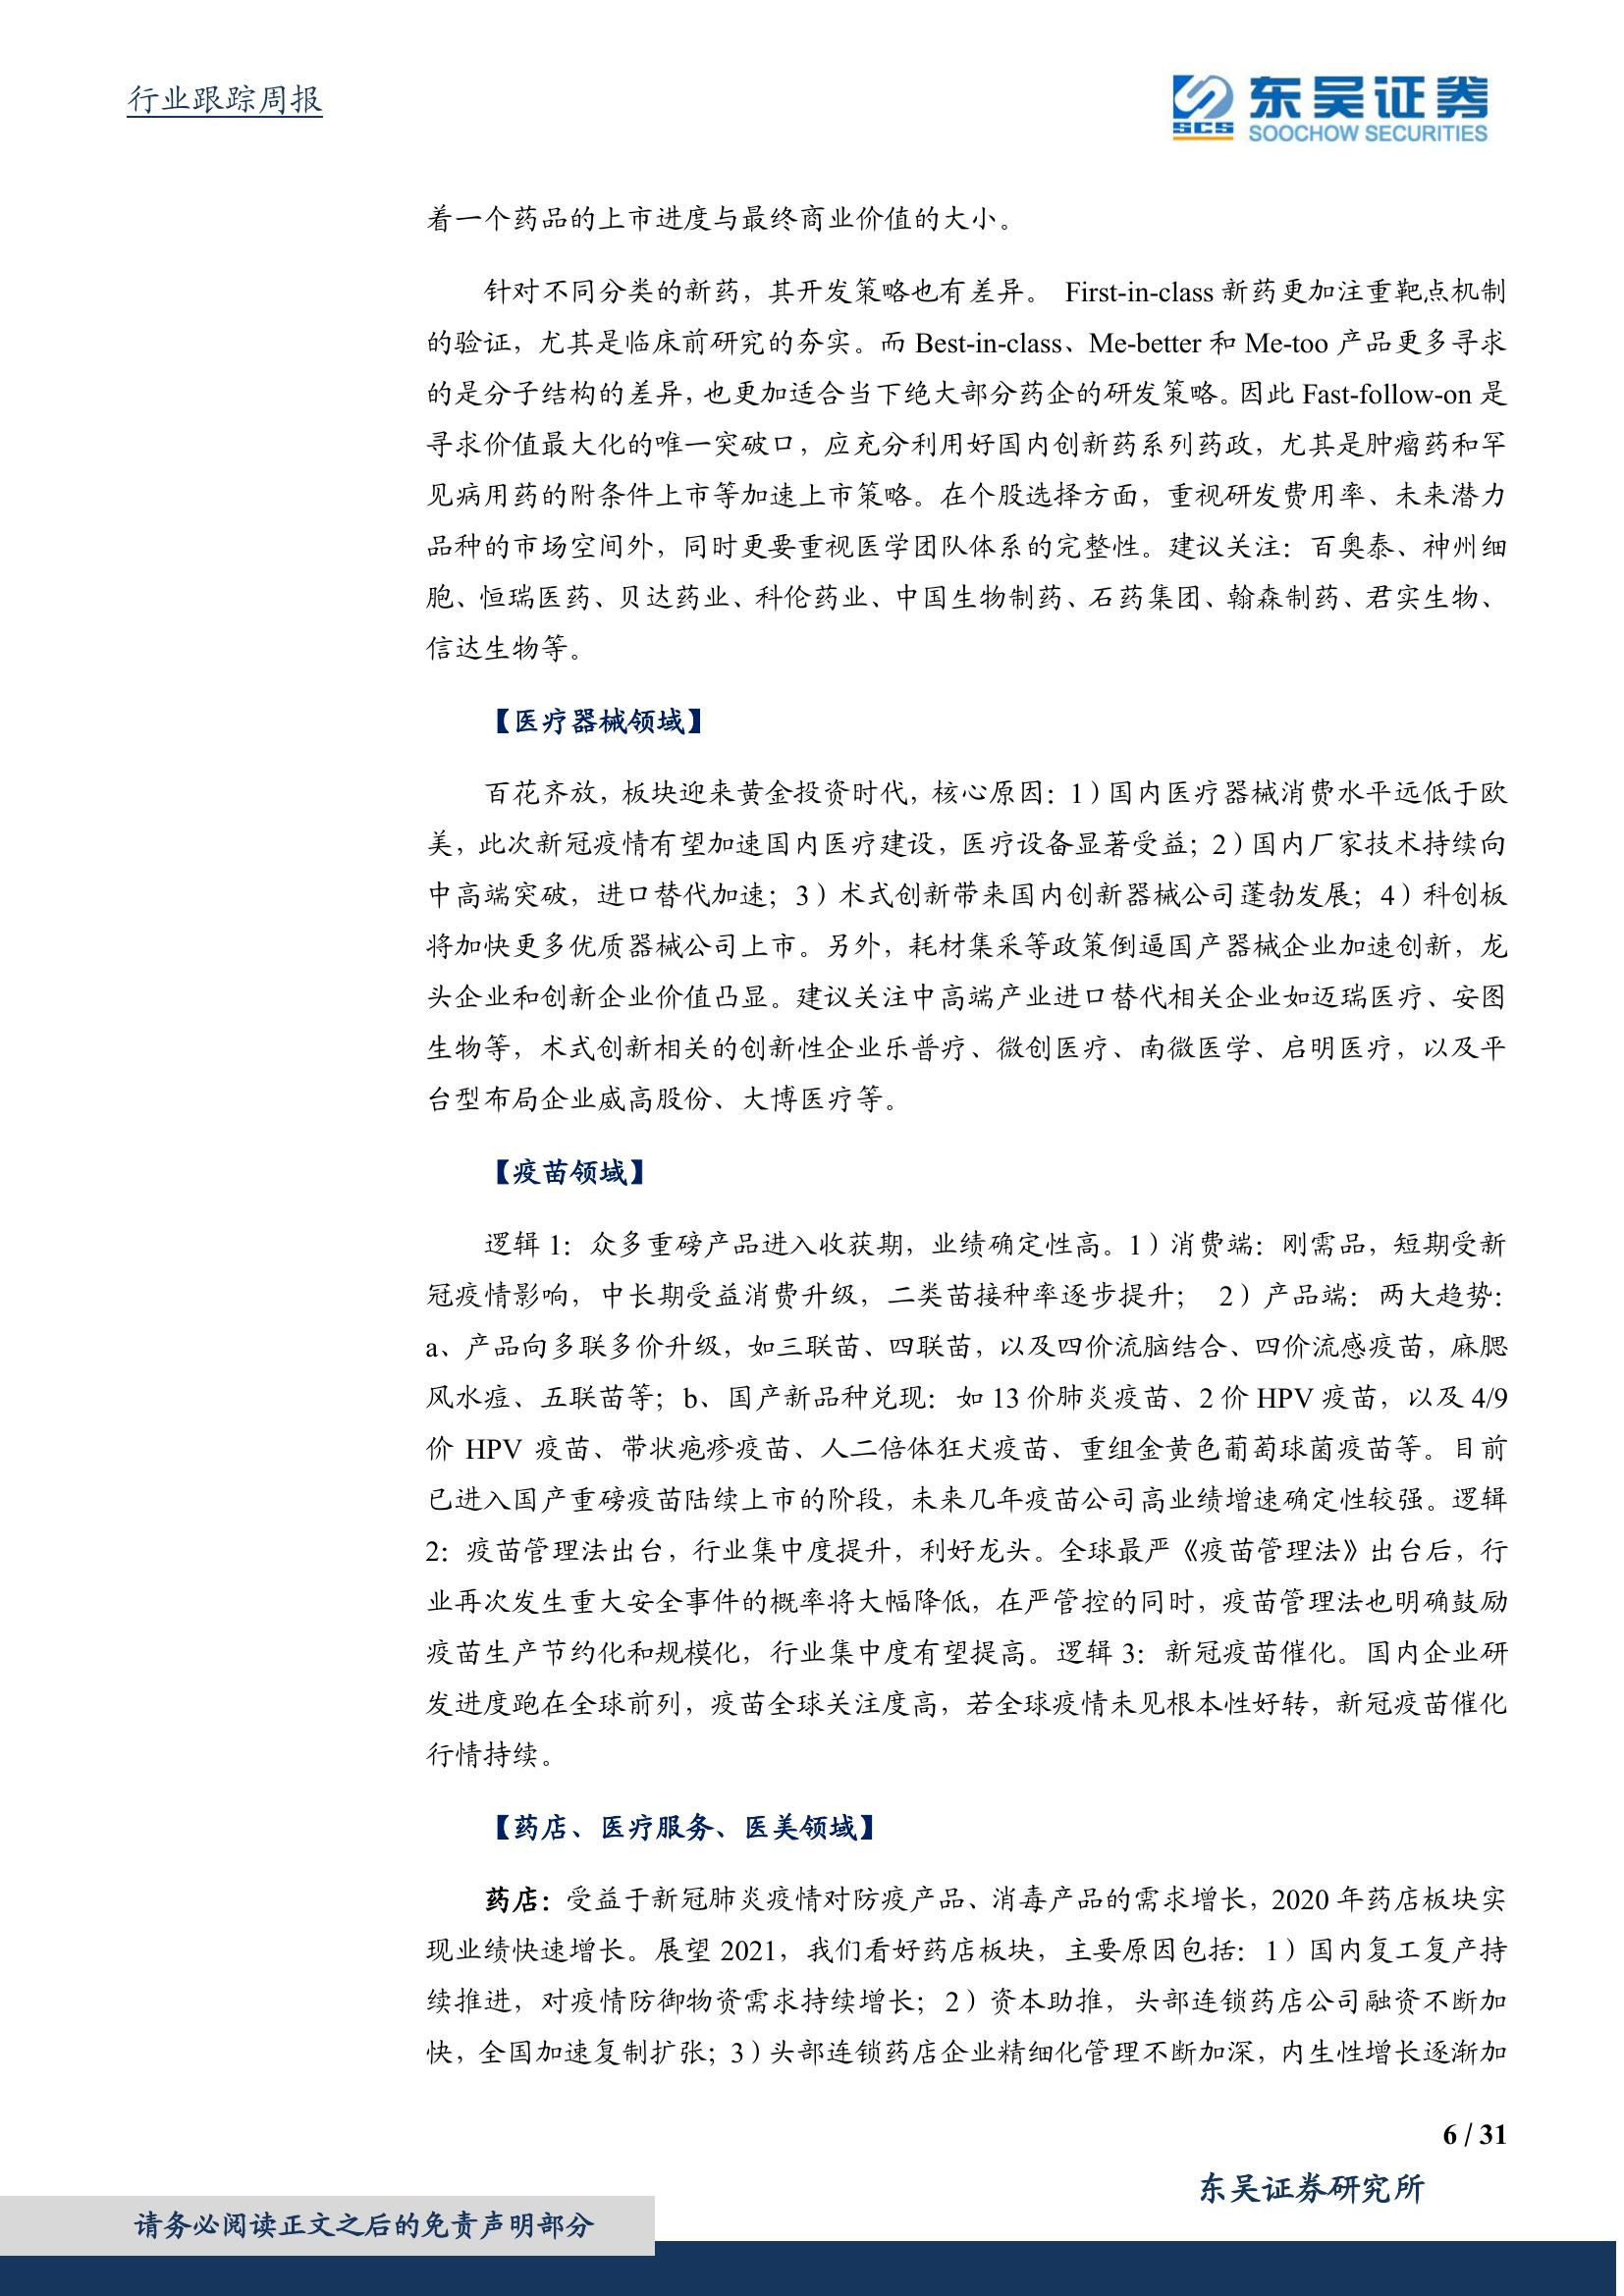 行业跟踪周报
SCS
东吴证券
SOOCHOW SECURITIES
着一个药品的上市进度与最终商业价值的大小。
针对不同分类的新药，其开发策略也有差异。 First-in-class 新药更加注重靶点机制
的验证，尤其是临床前研究的夯实。而 Best-in-class、Me-better 和 Me-too 产品更多寻求
的是分子结构的差异，也更加适合当下绝大部分药企的研发策略。因此 Fast-follow-on 是
寻求价值最大化的唯一突破口，应充分利用好国内创新药系列药政，尤其是肿瘤药和罕
见病用药的附条件上市等加速上市策略。在个股选择方面，重视研发费用率、未来潜力
品种的市场空间外，同时更要重视医学团队体系的完整性。建议关注：百奥泰、神州细
胞、恒瑞医药、贝达药业、科伦药业、中国生物制药、石药集团、翰森制药、君实生物、
信达生物等。
【医疗器械领域】
百花齐放，板块迎来黄金投资时代，核心原因：1）国内医疗器械消费水平远低于欧
美，此次新冠疫情有望加速国内医疗建设，医疗设备显著受益；2）国内厂家技术持续向
中高端突破，进口替代加速；3）术式创新带来国内创新器械公司蓬勃发展；4）科创板
将加快更多优质器械公司上市。另外，耗材集采等政策倒逼国产器械企业加速创新，龙
头企业和创新企业价值凸显。建议关注中高端产业进口替代相关企业如迈瑞医疗、安图
生物等，术式创新相关的创新性企业乐普疗、微创医疗、南微医学、启明医疗，以及平
台型布局企业威高股份、大博医疗等。
【疫苗领域】
逻辑 1：众多重磅产品进入收获期，业绩确定性高。1）消费端：刚需品，短期受新
冠疫情影响，中长期受益消费升级，二类苗接种率逐步提升； 2）产品端：两大趋势：
a、产品向多联多价升级，如三联苗、四联苗，以及四价流脑结合、四价流感疫苗，麻腮
风水痘、五联苗等；b、国产新品种兑现：如 13 价肺炎疫苗、2 价 HPV 疫苗，以及 4/9
价 HPV 疫苗、带状疱疹疫苗、人二倍体狂犬疫苗、重组金黄色葡萄球菌疫苗等。目前
已进入国产重磅疫苗陆续上市的阶段，未来几年疫苗公司高业绩增速确定性较强。逻辑
2：疫苗管理法出台，行业集中度提升，利好龙头。全球最严《疫苗管理法》出台后，行
业再次发生重大安全事件的概率将大幅降低，在严管控的同时，疫苗管理法也明确鼓励
疫苗生产节约化和规模化，行业集中度有望提高。逻辑 3：新冠疫苗催化。国内企业研
发进度跑在全球前列，疫苗全球关注度高，若全球疫情未见根本性好转，新冠疫苗催化
行情持续。
【药店、医疗服务、医美领域】
药店：受益于新冠肺炎疫情对防疫产品、消毒产品的需求增长，2020 年药店板块实
现业绩快速增长。展望 2021，我们看好药店板块，主要原因包括：1）国内复工复产持
续推进，对疫情防御物资需求持续增长；2）资本助推，头部连锁药店公司融资不断加
快，全国加速复制扩张；3）头部连锁药店企业精细化管理不断加深，内生性增长逐渐加
6 / 31
东吴证券研究所
请务必阅读正文之后的免责声明部分